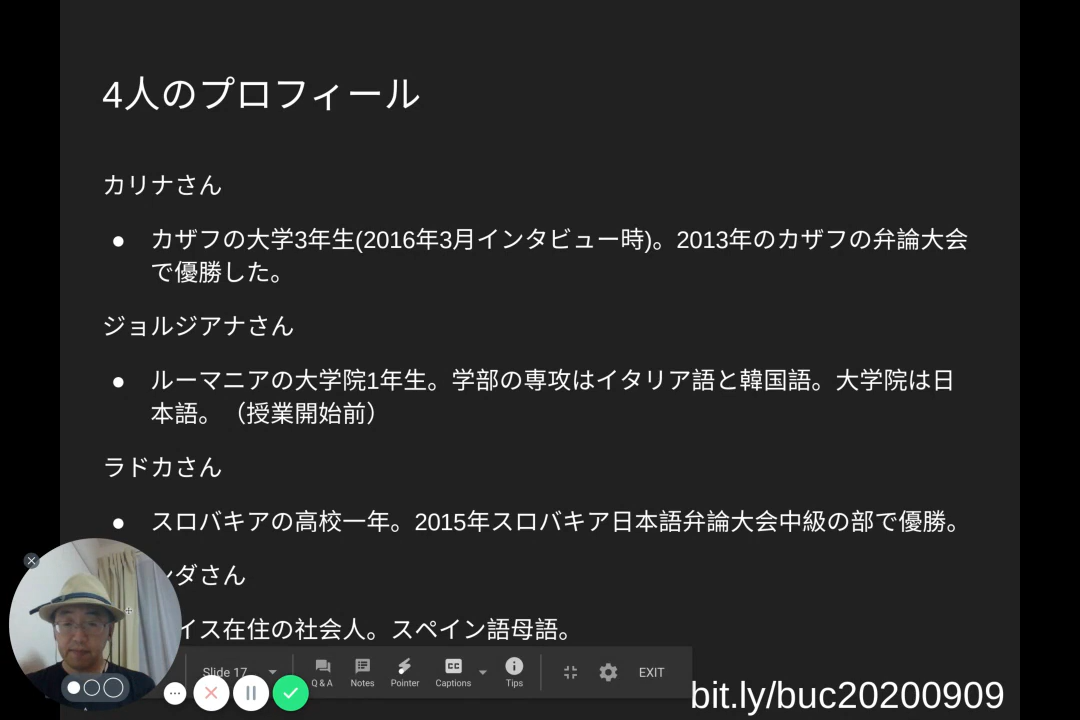 4人のプロフィール
カリナさん
● カザフの大学3年生(2016年3月インタビュー時)。2013年のカザフの弁論大会
で優勝した。
ジョルジアナさん
● ルーマニアの大学院1年生。学部の専攻はイタリア語と韓国語。大学院は日
本語。（授業開始前）
ラドカさん
● スロバキアの高校一年。2015年スロバキア日本語弁論大会中級の部で優勝。
ンダさん
イス在住の社会人。スペイン語母語。
Slide 17 Q & A Notes Pointer Captions Tips EXIT
bit.ly/buc20200909